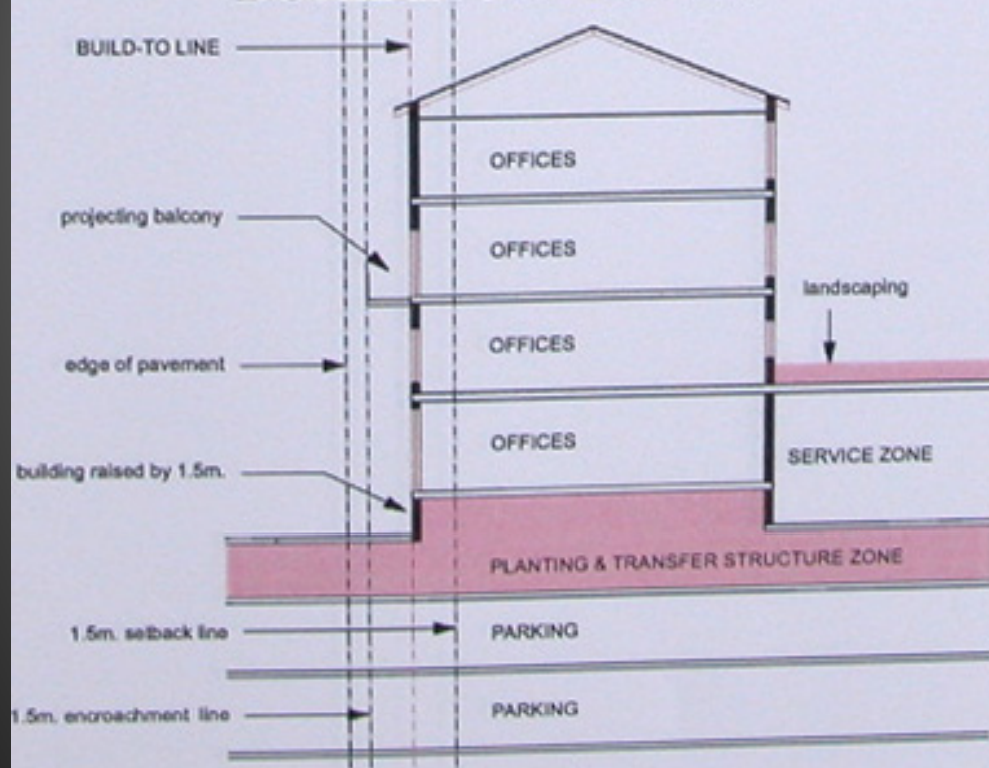 BUILD-TO LINE
OFFICES
projecting balcony
OFFICES
landscaping
OFFICES
edge of pavement
OFFICES
SERVICE ZONE
building raised by 1.5m.
PLANTING & TRANSFER STRUCTURE ZONE
1.5m. setback line
PARKING
1.5m. encroachment line
PARKING